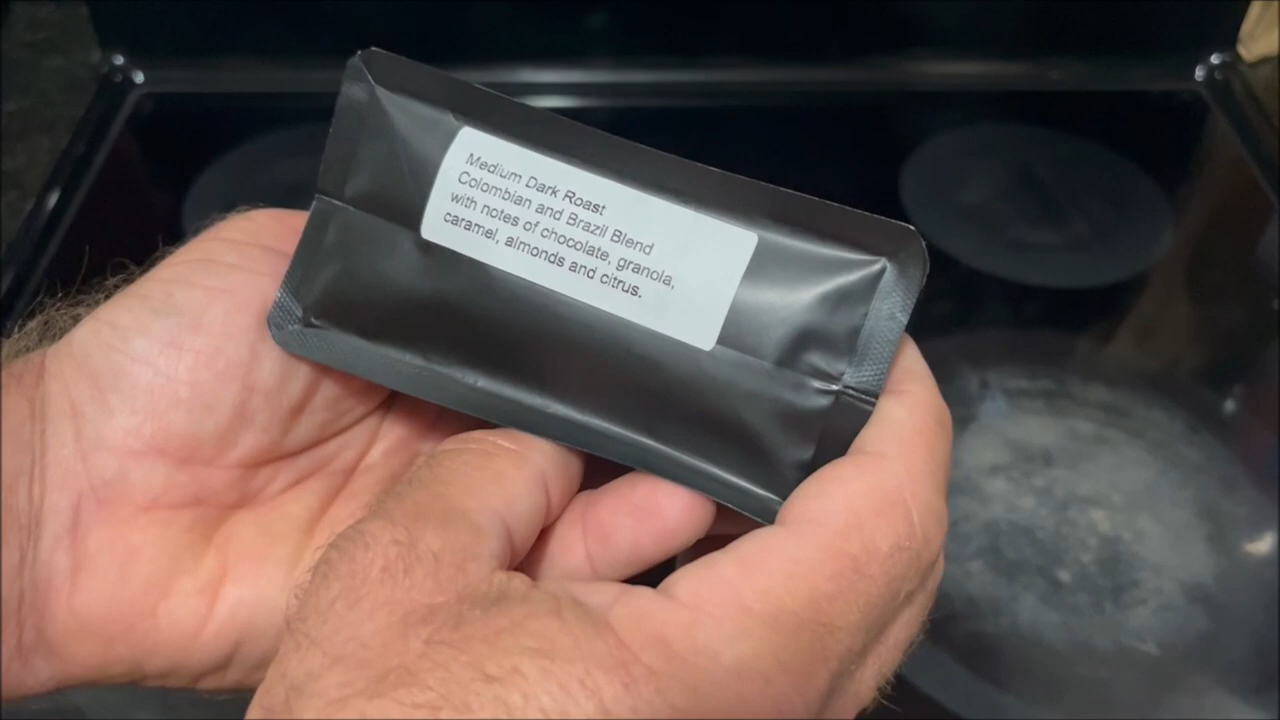 Medium Dark Roast
Colombian and Brazil Blend
with notes of chocolate, granola,
caramel, almonds and citrus.